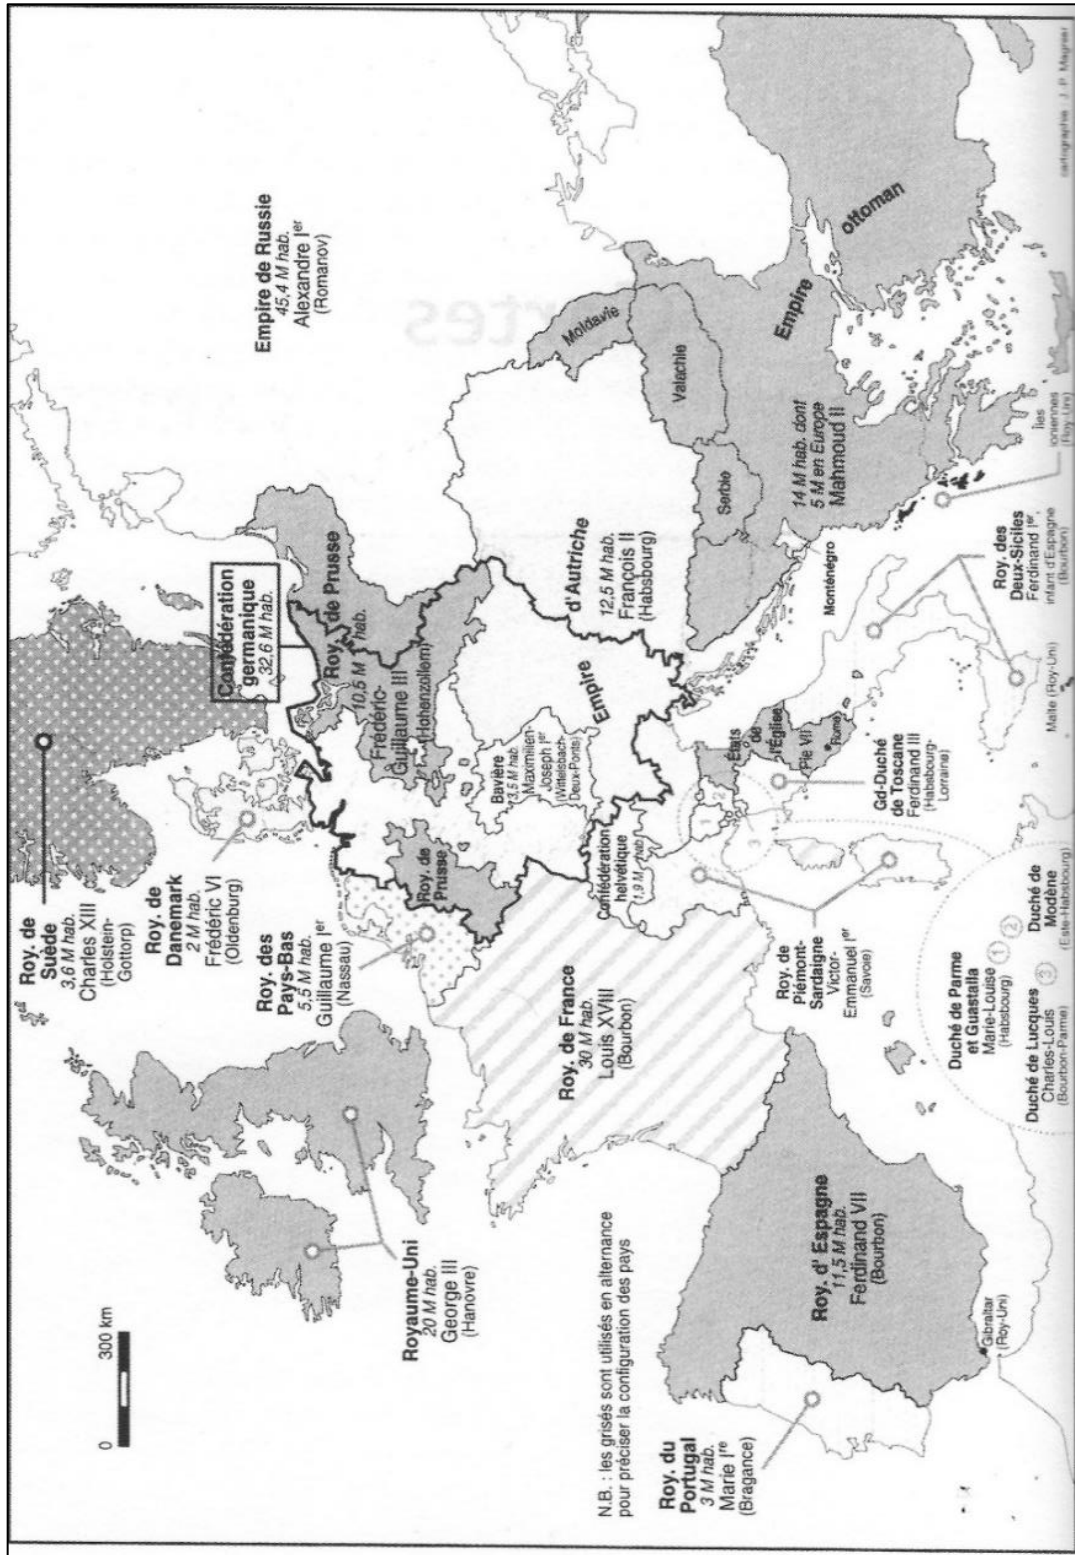 0 300 km
Roy. de
Suède
3,6 M hab.
Charles XIII
(Holstein-
Gottorp)
Empire de Russie
45,4 M hab.
Alexandre Ier
(Romanov)
Roy. de
Danemark
2 M hab.
Frédéric VI
(Oldenburg)
Confédération
germanique
32,6 M hab.
Roy. des
Pays-Bas
5,5 M hab.
Guillaume Ier
(Nassau)
Roy. de Prusse
10,5 M hab.
Frédéric-
Guillaume III
(Hohenzollern)
Royaume-Uni
20 M hab.
George III
(Hanovre)
Roy. de
Prusse
Bavière
13,5 M hab.
Maximilien-
Joseph Ier
(Wittelsbach-
Deux-Ponts)
Moldavie
Roy. de France
30 M hab.
Louis XVIII
(Bourbon)
Confédération
helvétique
1,9 M hab.
Empire
d'Autriche
12,5 M hab.
François II
(Habsbourg)
Valachie
Serbie
N.B. : les grisés sont utilisés en alternance
pour préciser la configuration des pays
Empire
ottoman
14 M hab. dont
5 M en Europe
Mahmoud II
Monténégro
Roy. du
Portugal
3 M hab.
Marie Ire
(Bragance)
Roy. d'Espagne
11,5 M hab.
Ferdinand VII
(Bourbon)
Gibraltar
(Roy-Uni)
Roy. de
Piémont-
Sardaigne
Victor-
Emmanuel Ier
(Savoie)
1
2
3
États
de
l'Église
Pie VII
Rome
Gd-Duché
de Toscane
Ferdinand III
(Habsbourg-
Lorraine)
Roy. des
Deux-Siciles
Ferdinand Ier,
infant d'Espagne
(Bourbon)
Îles
Ioniennes
(Roy-Uni)
Malte (Roy-Uni)
Duché de Parme
et Guastalla
Marie-Louise
(Habsbourg)
1
Duché de
Modène
(Este-Habsbourg)
2
Duché de Lucques
Charles-Louis
(Bourbon-Parme)
3
cartographie : J. P. Magnier